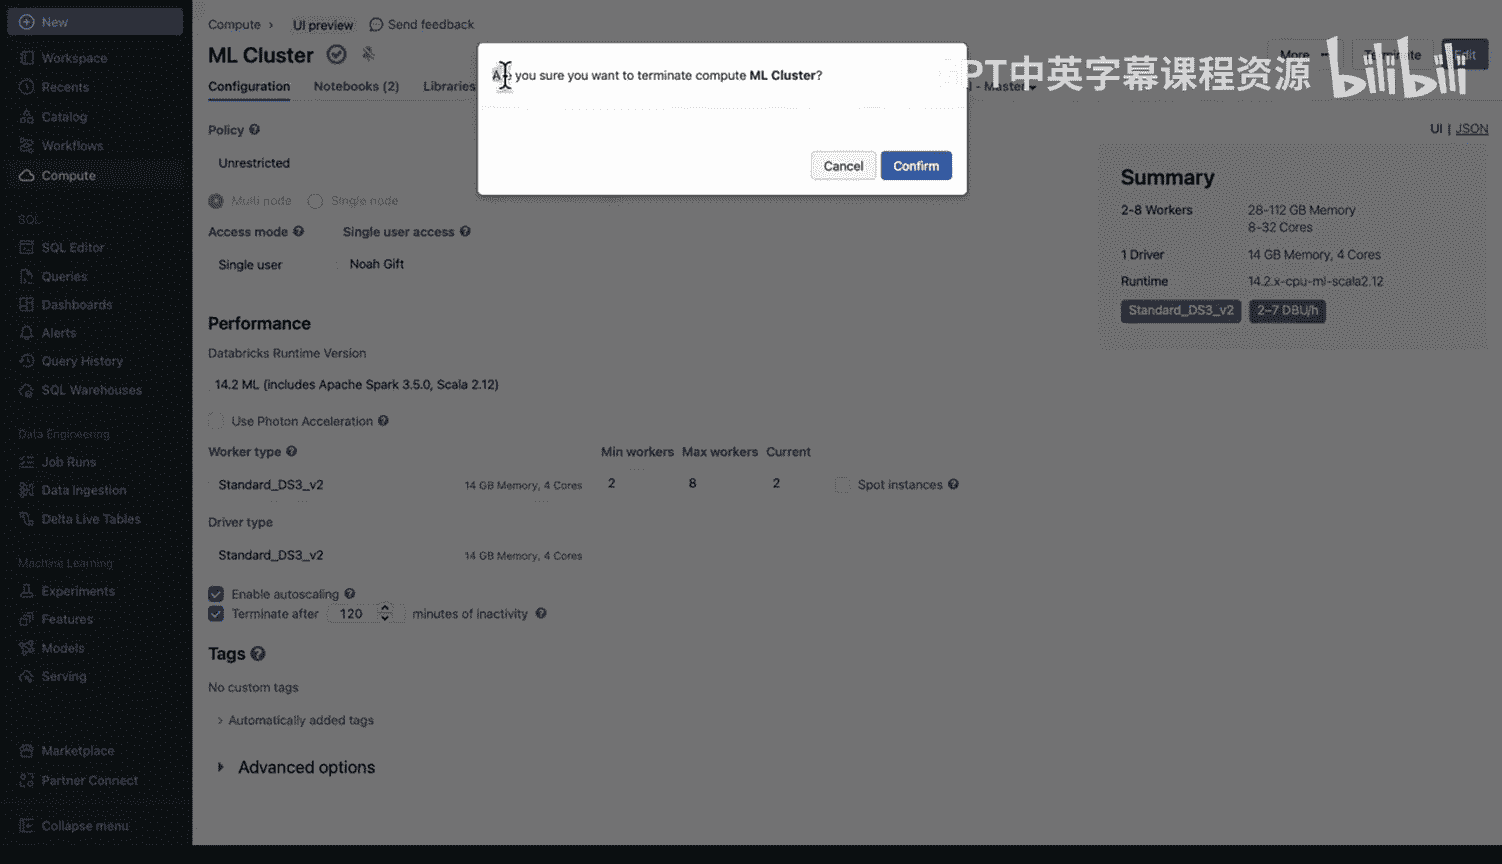 New
Workspace
Recents
Catalog
Workflows
Compute
SQL
SQL Editor
Queries
Dashboards
Alerts
Query History
SQL Warehouses
Data Engineering
Job Runs
Data Ingestion
Delta Live Tables
Machine Learning
Experiments
Features
Models
Serving
Marketplace
Partner Connect
Collapse menu
Compute > UI preview Send feedback
ML Cluster
More Terminate Edit
Configuration Notebooks (2) Libraries
you sure you want to terminate compute ML Cluster?
Cancel Confirm
PT中英字幕课程资源 bilibili
UI | JSON
Policy
Unrestricted
Multi node Single node
Access mode Single user access
Single user Noah Gift
Performance
Databricks Runtime Version
14.2 ML (includes Apache Spark 3.5.0, Scala 2.12)
Use Photon Acceleration
Worker type Min workers Max workers Current
Standard_DS3_v2 14 GB Memory, 4 Cores 2 8 2 Spot instances
Driver type
Standard_DS3_v2 14 GB Memory, 4 Cores
Enable autoscaling
Terminate after 120 minutes of inactivity
Tags
No custom tags
Automatically added tags
Advanced options
Summary
2-8 Workers 28-112 GB Memory
8-32 Cores
1 Driver 14 GB Memory, 4 Cores
Runtime 14.2.x-cpu-ml-scala2.12
Standard_DS3_v2 2–7 DBU/h